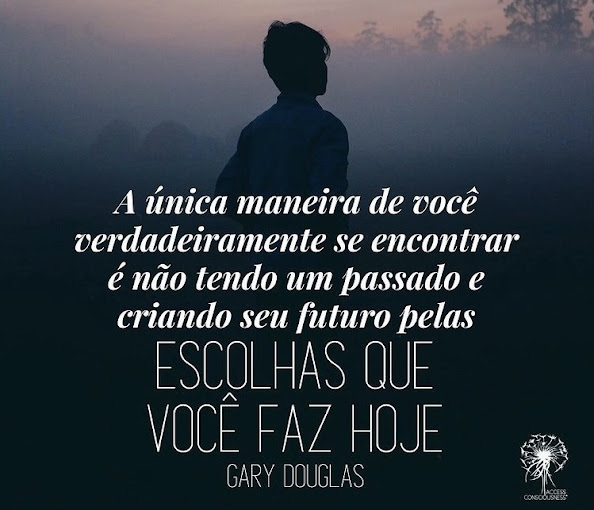 A única maneira de você
verdadeiramente se encontrar
é não tendo um passado e
criando seu futuro pelas
ESCOLHAS QUE
VOCÊ FAZ HOJE
GARY DOUGLAS
ACCESS
CONSCIOUSNESS